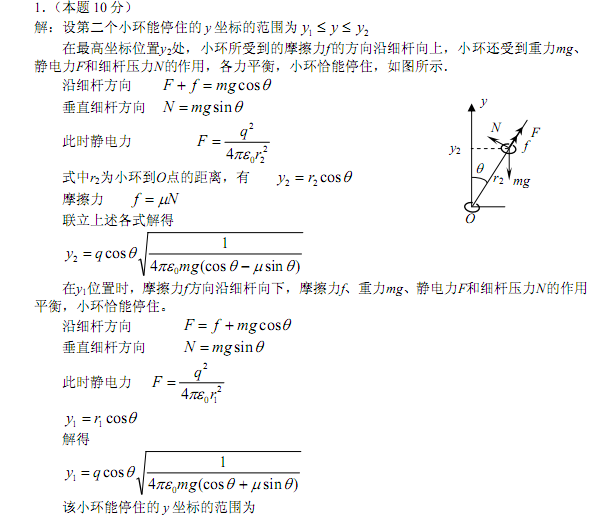 1．(本题 10 分)
解：设第二个小环能停住的 y 坐标的范围为 y₁ ≤ y ≤ y₂
在最高坐标位置y₂处，小环所受到的摩擦力f的方向沿细杆向上，小环还受到重力mg、
静电力F和细杆压力N的作用，各力平衡，小环恰能停住，如图所示．
沿细杆方向 F + f = mg cos θ
垂直细杆方向 N = mg sin θ
此时静电力 F = q² / (4πε₀r₂²)
式中r₂为小环到O点的距离，有 y₂ = r₂ cos θ
摩擦力 f = μN
联立上述各式解得
y₂ = q cos θ √(1 / (4πε₀mg(cos θ − μ sin θ)))
y
N
F
y₂
f
θ
r₂
mg
O
在y₁位置时，摩擦力f方向沿细杆向下，摩擦力f、重力mg、静电力F和细杆压力N的作用
平衡，小环恰能停住。
沿细杆方向 F = f + mg cos θ
垂直细杆方向 N = mg sin θ
此时静电力 F = q² / (4πε₀r₁²)
y₁ = r₁ cos θ
解得
y₁ = q cos θ √(1 / (4πε₀mg(cos θ + μ sin θ)))
该小环能停住的 y 坐标的范围为